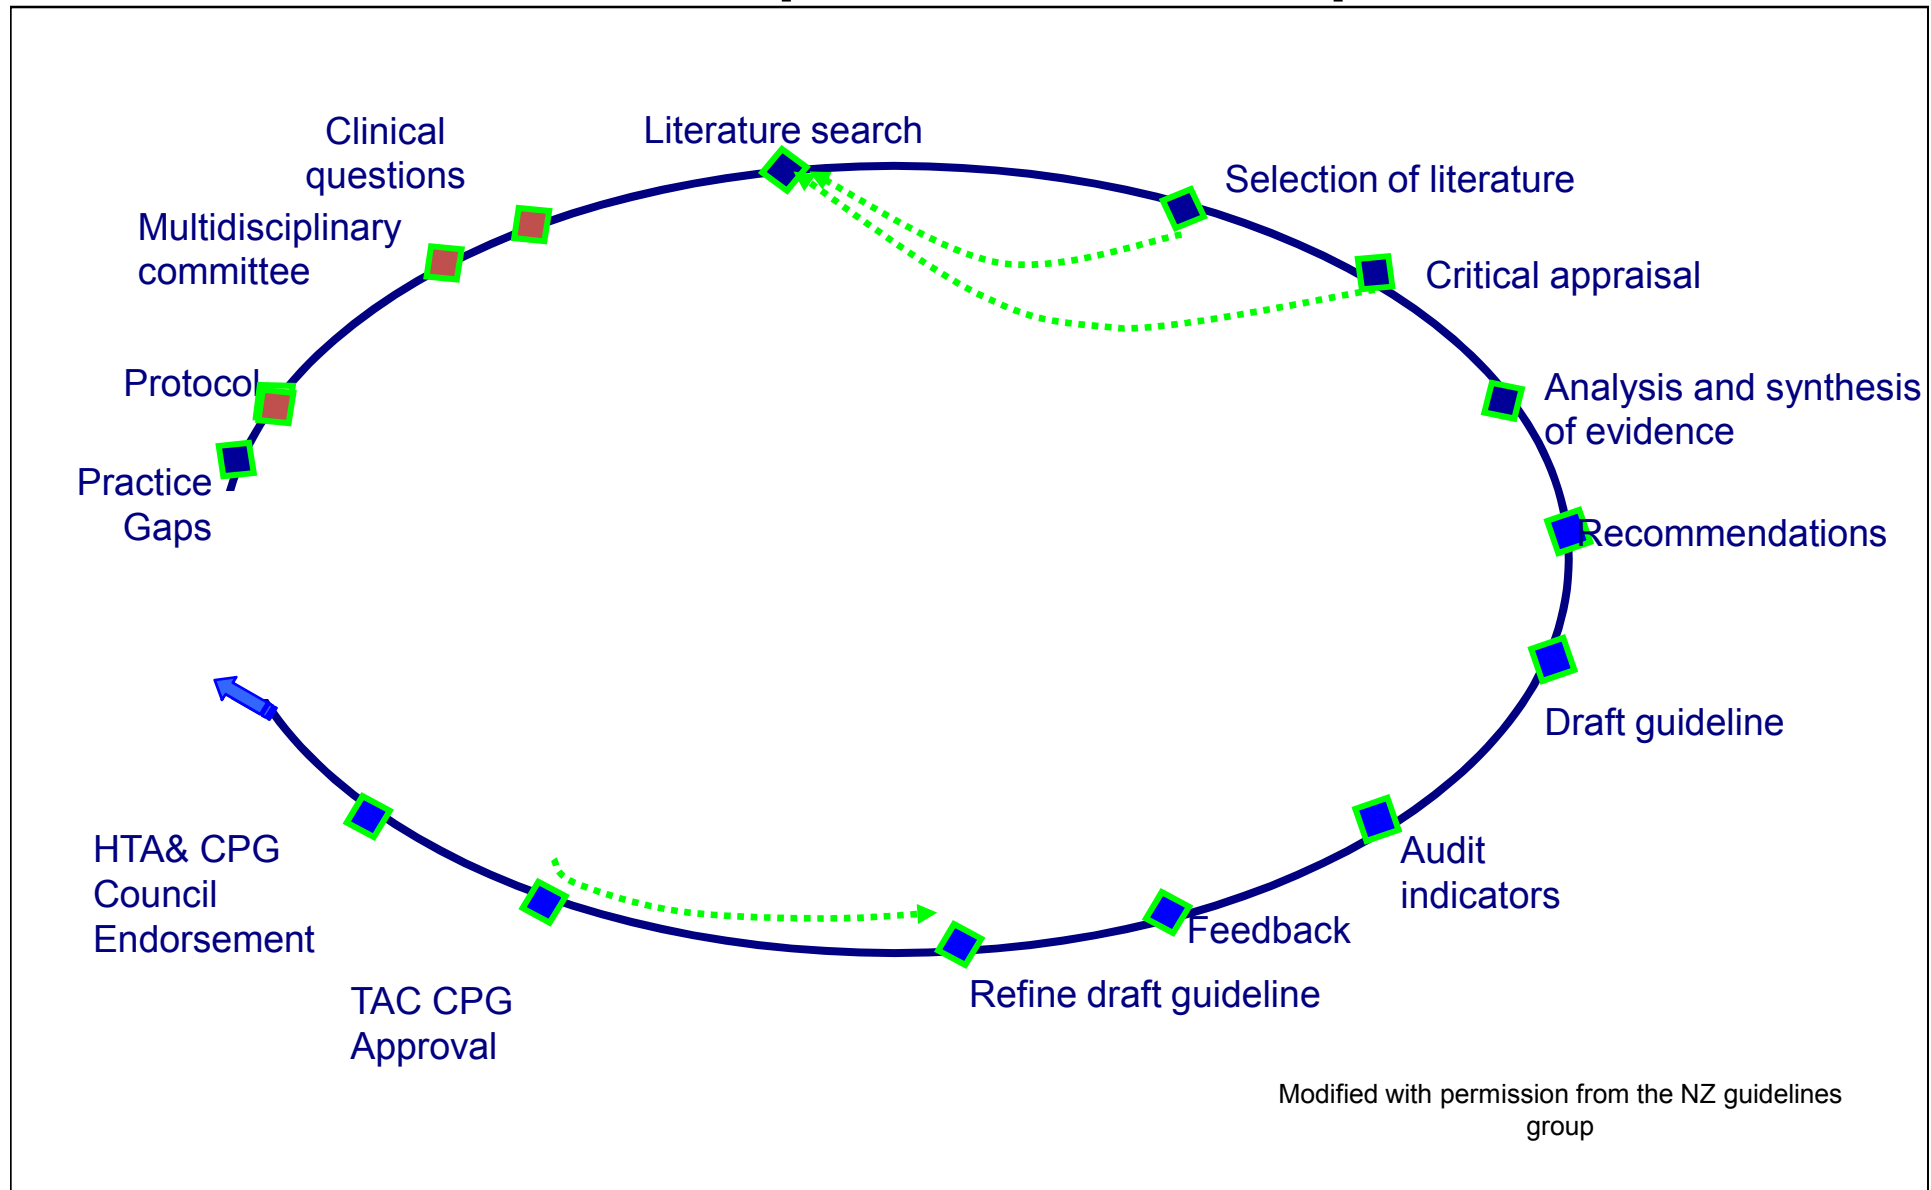 Clinical
questions
Literature search
Selection of literature
Multidisciplinary
committee
Critical appraisal
Protocol
Analysis and synthesis
of evidence
Practice
Gaps
Recommendations
Draft guideline
Audit
indicators
Feedback
Refine draft guideline
TAC CPG
Approval
HTA& CPG
Council
Endorsement
Modified with permission from the NZ guidelines
group